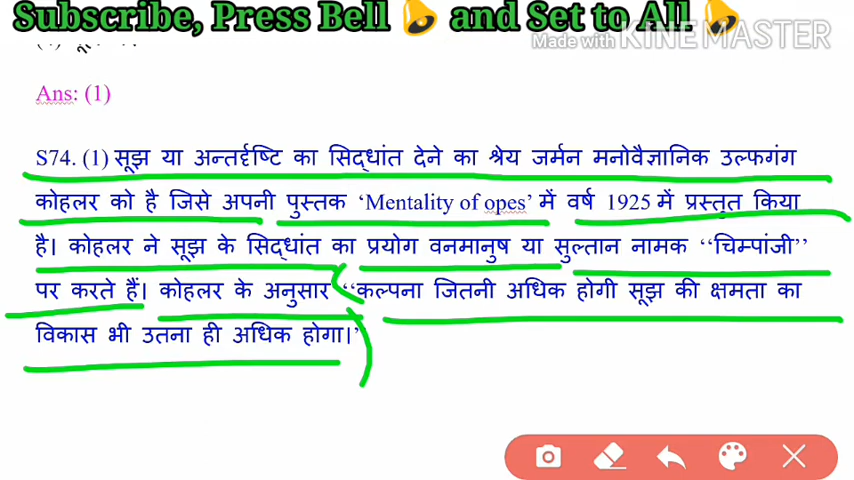 Subscribe, Press Bell 🔔 and Set to All 🔔
Made with KINEMASTER
Ans: (1)
S74. (1) सूझ या अन्तर्दृष्टि का सिद्धांत देने का श्रेय जर्मन मनोवैज्ञानिक उल्फगंग
कोहलर को है जिसे अपनी पुस्तक ‘Mentality of opes’ में वर्ष 1925 में प्रस्तुत किया
है। कोहलर ने सूझ के सिद्धांत का प्रयोग वनमानुष या सुल्तान नामक ‘‘चिम्पांजी’’
पर करते हैं। कोहलर के अनुसार ‘‘कल्पना जितनी अधिक होगी सूझ की क्षमता का
विकास भी उतना ही अधिक होगा।’’